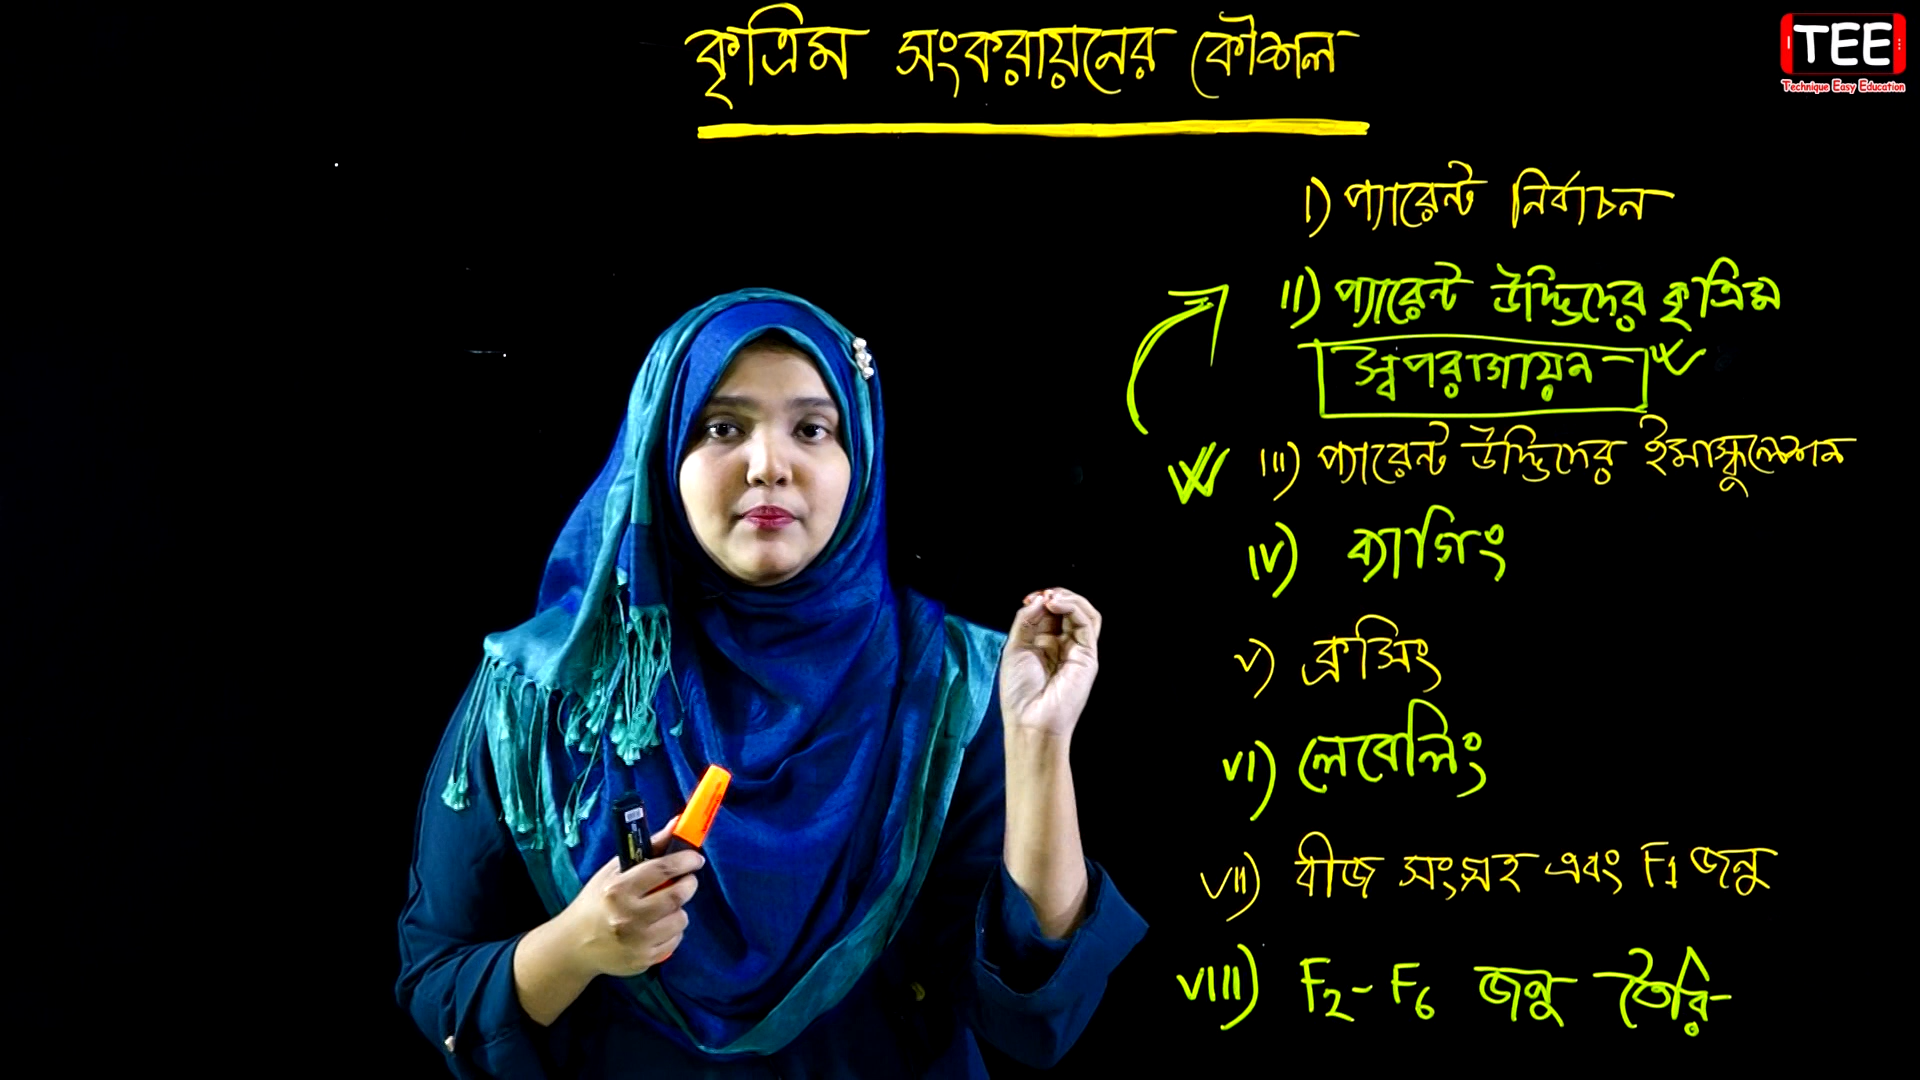 কৃত্রিম সংকরায়নের কৌশল
TEE
Technique Easy Education
I) প্যারেন্ট নির্বাচন
II) প্যারেন্ট উদ্ভিদের কৃত্রিম
স্বপরাগায়ন
III) প্যারেন্ট উদ্ভিদের ইমাস্কুলেশন
IV) ব্যাগিং
V) ক্রসিং
VI) লেবেলিং
VII) বীজ সংগ্রহ এবং F1 জনু
VIII) F2-F6 জনু তৈরি